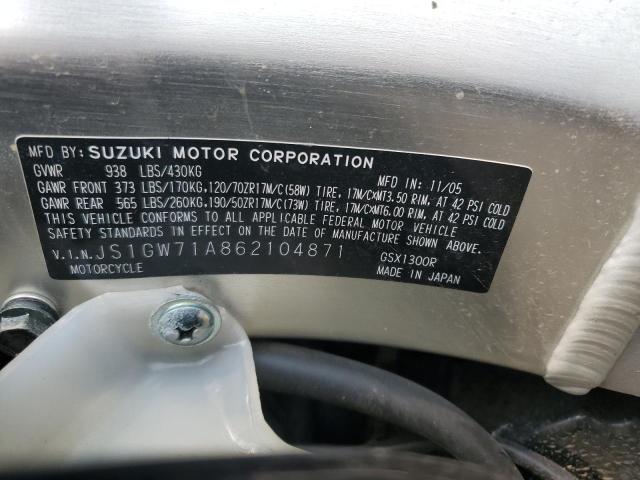 MFD BY: SUZUKI MOTOR CORPORATION MFD IN: 11/05
GVWR 938 LBS/430KG
GAWR FRONT 373 LBS/170KG,120/70ZR17M/C(58W) TIRE, 17M/CXMT3.50 RIM. AT 42 PSI COLD
GAWR REAR 565 LBS/260KG,190/50ZR17M/C(73W) TIRE, 17M/CXMT6.00 RIM. AT 42 PSI COLD
THIS VEHICLE CONFORMS TO ALL APPLICABLE FEDERAL MOTOR VEHICLE
SAFETY STANDARDS IN EFFECT ON THE DATE OF MANUFACTURE SHOWN ABOVE.
V.I.N. JS1GW71A862104871 GSX1300R
MOTORCYCLE MADE IN JAPAN